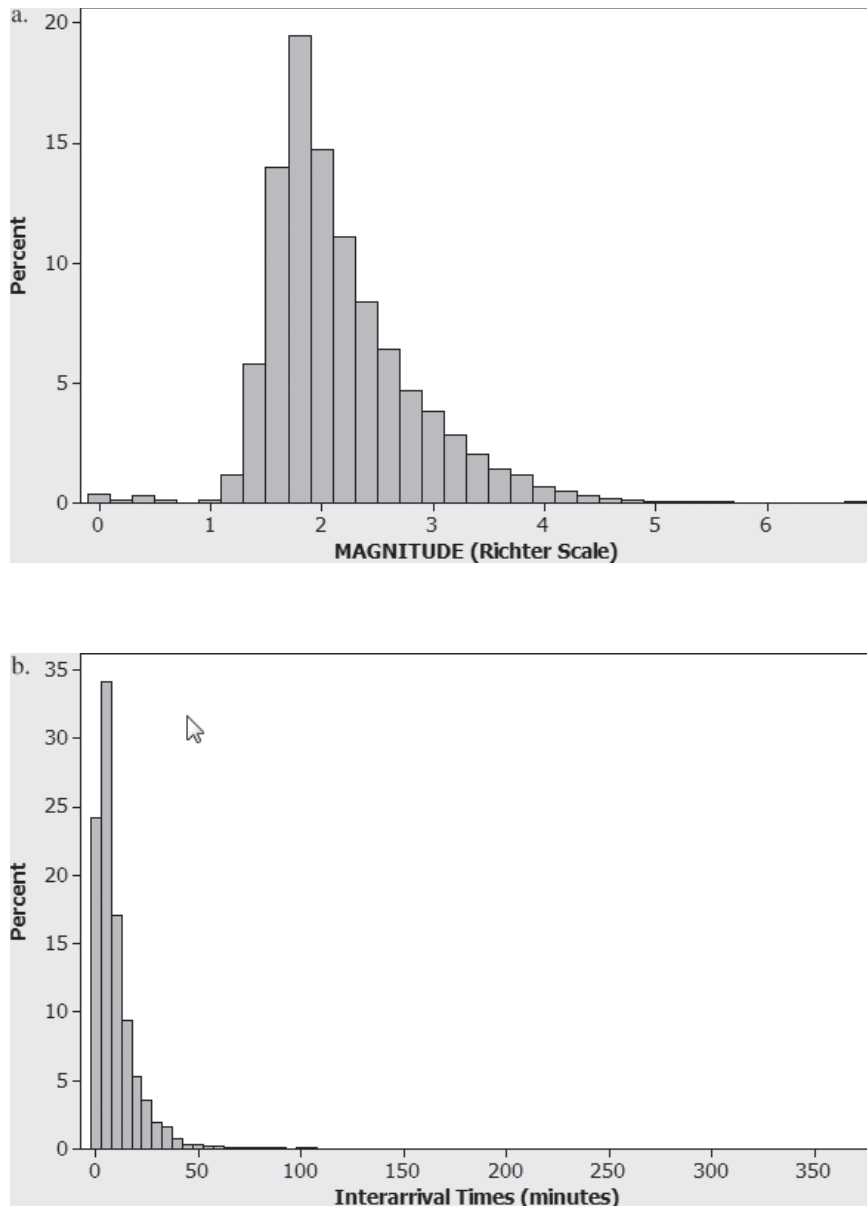 a.
20
15
10
5
0
Percent
0 1 2 3 4 5 6
MAGNITUDE (Richter Scale)
b.
35
30
25
20
15
10
5
0
Percent
0 50 100 150 200 250 300 350
Interarrival Times (minutes)